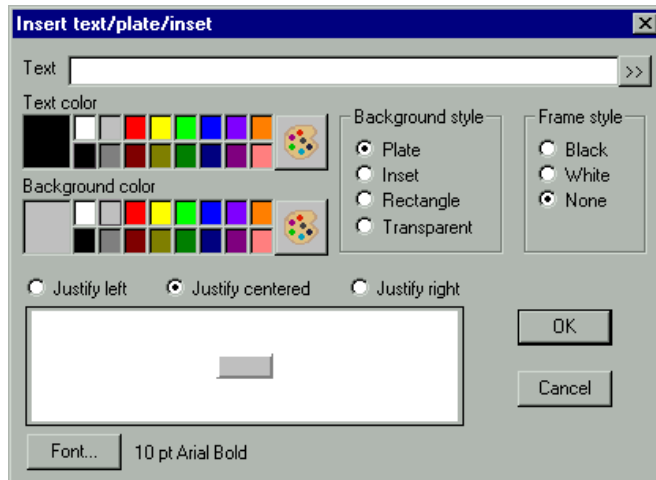 Insert text/plate/inset
Text
>>
Text color
Background color
Background style
Plate
Inset
Rectangle
Transparent
Frame style
Black
White
None
Justify left
Justify centered
Justify right
OK
Cancel
Font...
10 pt Arial Bold